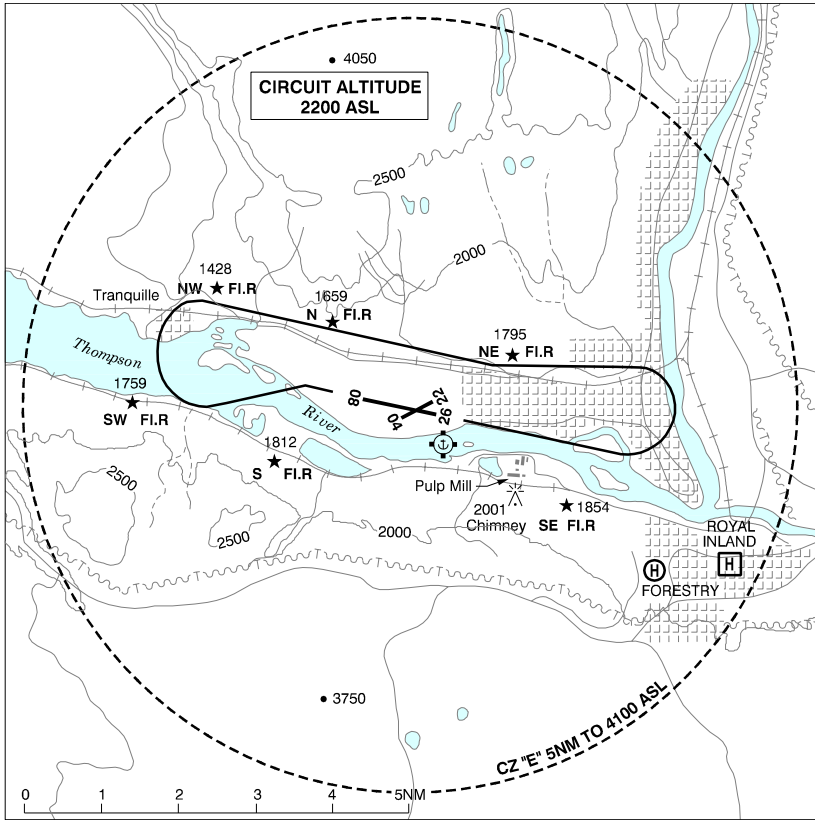 4050
CIRCUIT ALTITUDE
2200 ASL
2500
2000
1428
NW Fl.R
Tranquille
1659
N Fl.R
1795
NE Fl.R
Thompson
River
1759
SW Fl.R
08
04
22
26
1812
S Fl.R
2500
2500
2000
Pulp Mill
2001
Chimney
1854
SE Fl.R
ROYAL
INLAND
H
H
FORESTRY
3750
CZ "E" 5NM TO 4100 ASL
0 1 2 3 4 5NM